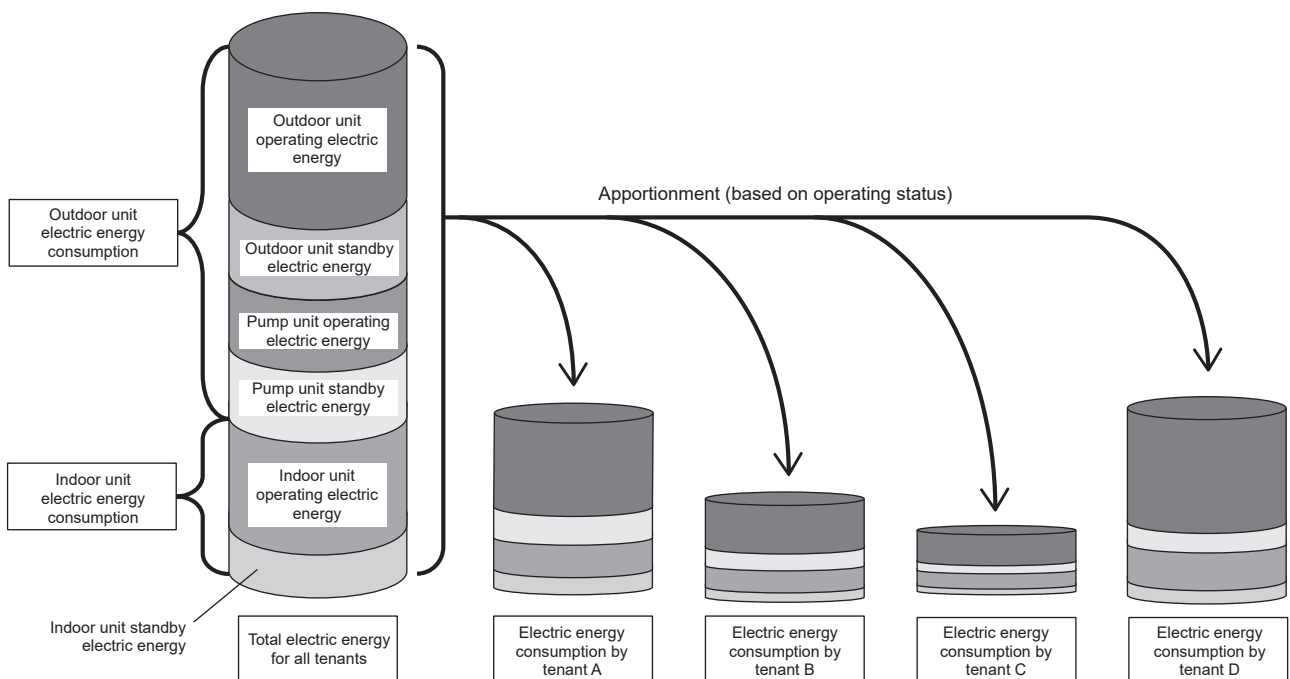 Outdoor unit
operating electric
energy
Apportionment (based on operating status)
Outdoor unit
electric energy
consumption
Outdoor unit standby
electric energy
Pump unit operating
electric energy
Pump unit standby
electric energy
Indoor unit
electric energy
consumption
Indoor unit
operating electric
energy
Indoor unit standby
electric energy
Total electric energy
for all tenants
Electric energy
consumption by
tenant A
Electric energy
consumption by
tenant B
Electric energy
consumption by
tenant C
Electric energy
consumption by
tenant D